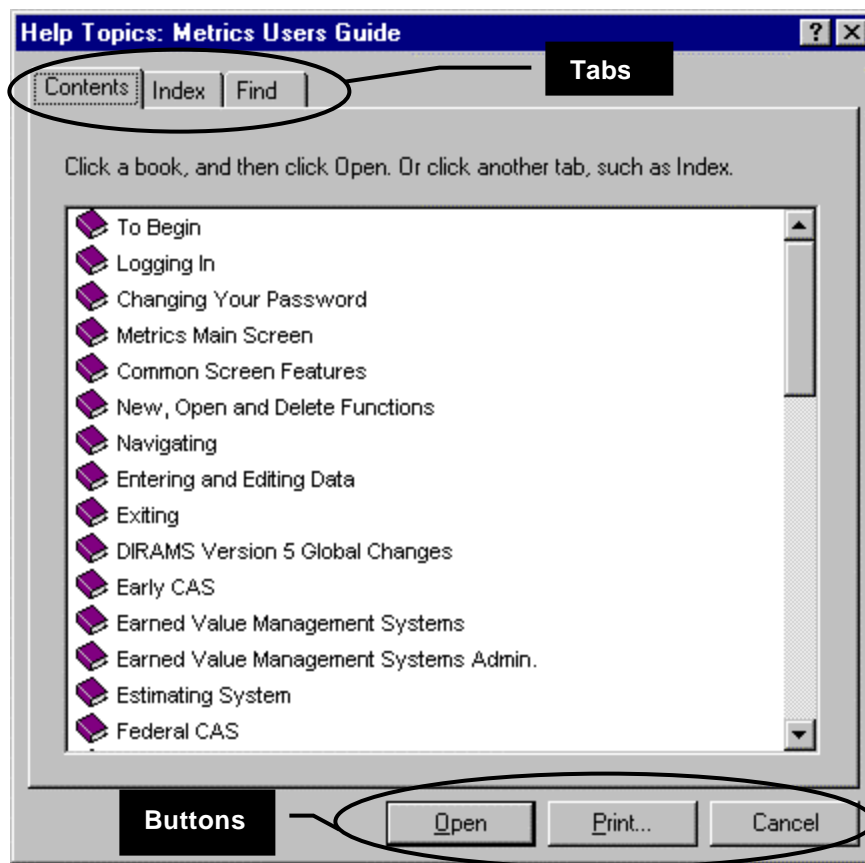 Help Topics: Metrics Users Guide
Tabs
Contents Index Find
Click a book, and then click Open. Or click another tab, such as Index.
To Begin
Logging In
Changing Your Password
Metrics Main Screen
Common Screen Features
New, Open and Delete Functions
Navigating
Entering and Editing Data
Exiting
DIRAMS Version 5 Global Changes
Early CAS
Earned Value Management Systems
Earned Value Management Systems Admin.
Estimating System
Federal CAS
Buttons
Open Print... Cancel